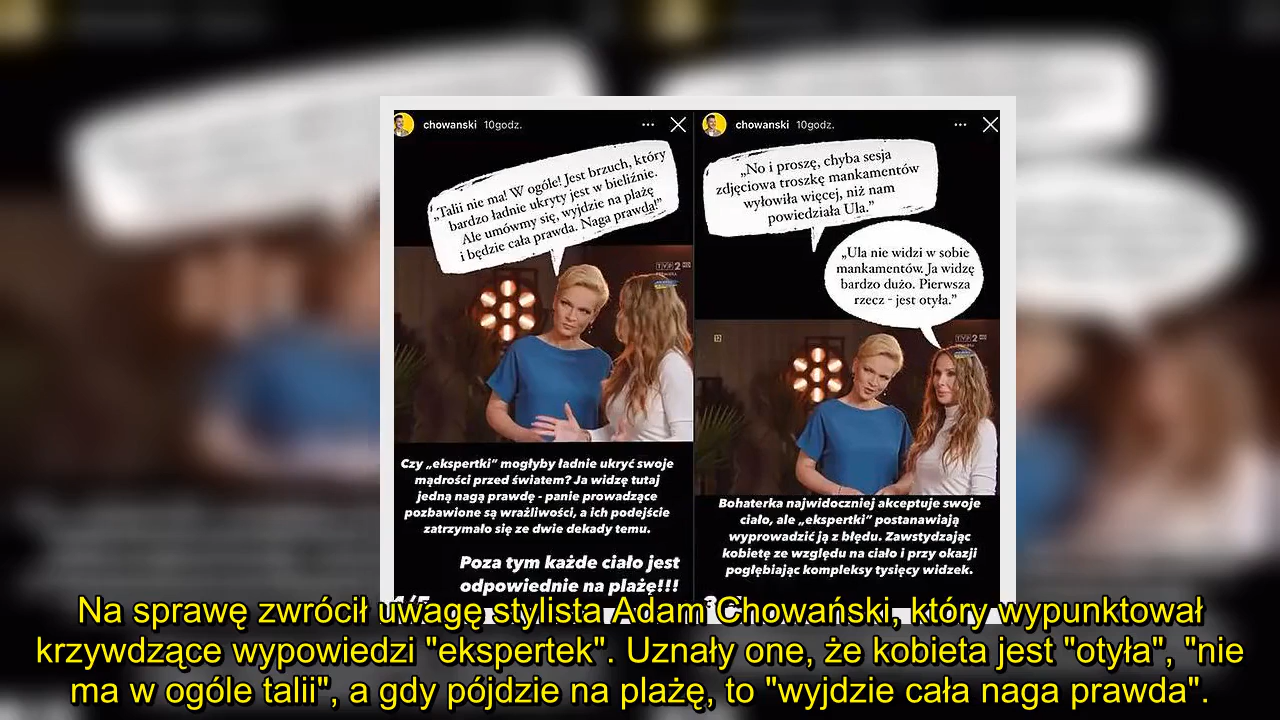 chowanski 10godz.
„Talii nie ma! W ogóle! Jest brzuch, który
bardzo ładnie ukryty jest w bieliźnie.
Ale umówmy się, wyjdzie na plażę
i będzie cała prawda. Naga prawda!”
TVP2
Czy „ekspertki” mogłyby ładnie ukryć swoje
mądrości przed światem? Ja widzę tutaj
jedną nagą prawdę - panie prowadzące
pozbawione są wrażliwości, a ich podejście
zatrzymało się ze dwie dekady temu.
Poza tym każde ciało jest
odpowiednie na plażę!!!
chowanski 10godz.
„No i proszę, chyba sesja
zdjęciowa troszkę mankamentów
wyłowiła więcej, niż nam
powiedziała Ula.”
„Ula nie widzi w sobie
mankamentów. Ja widzę
bardzo dużo. Pierwsza
rzecz - jest otyła.”
12
TVP2
Bohaterka najwidoczniej akceptuje swoje
ciało, ale „ekspertki” postanawiają
wyprowadzić ją z błędu. Zawstydzając
kobietę ze względu na ciało i przy okazji
pogłębiając kompleksy tysięcy widzek.
Na sprawę zwrócił uwagę stylista Adam Chowański, który wypunktował
krzywdzące wypowiedzi "ekspertek". Uznały one, że kobieta jest "otyła", "nie
ma w ogóle talii", a gdy pójdzie na plażę, to "wyjdzie cała naga prawda".